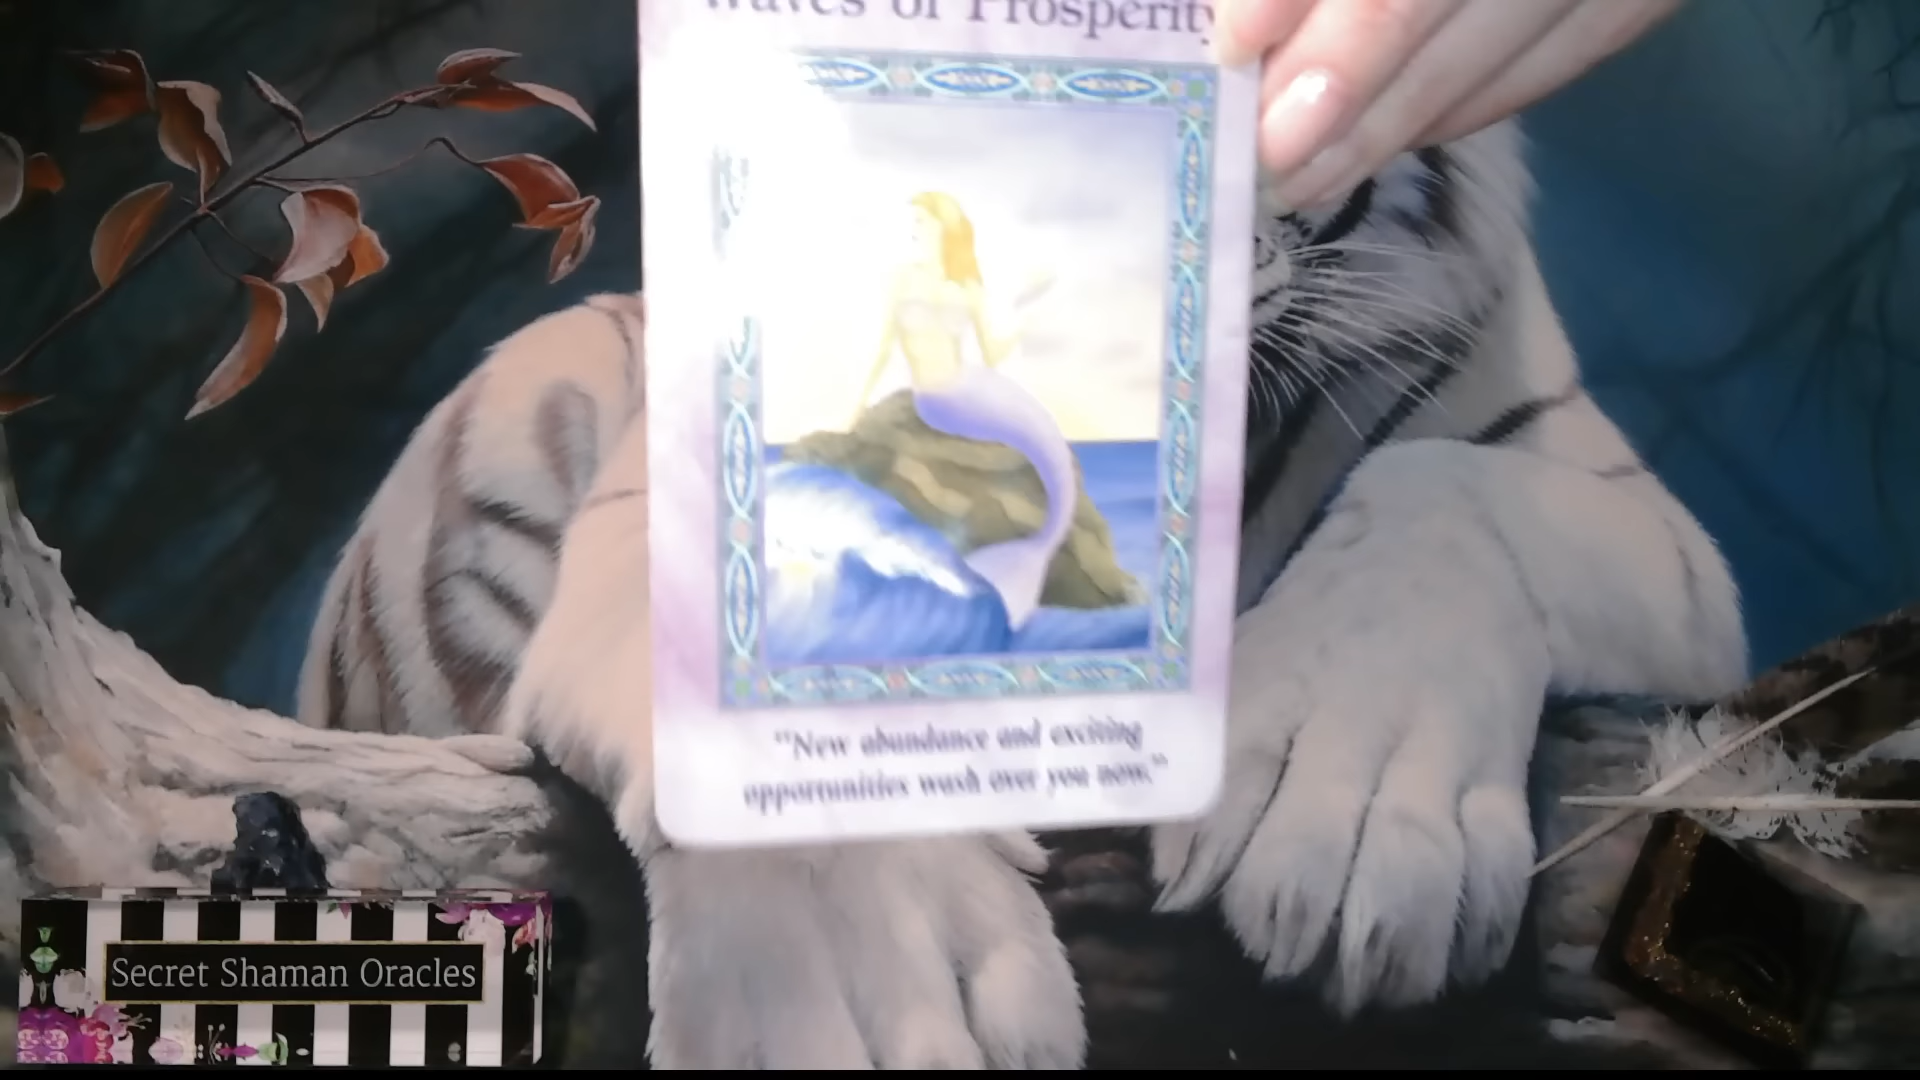 Waves of Prosperity
"New abundance and exciting
opportunities wash over you now."
Secret Shaman Oracles